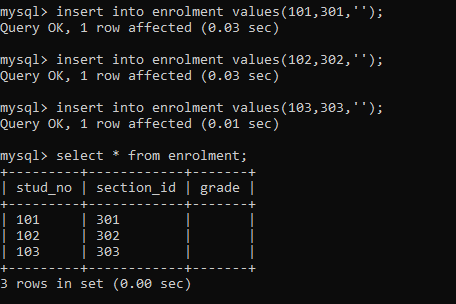 mysql> insert into enrolment values(101,301,'');
Query OK, 1 row affected (0.03 sec)

mysql> insert into enrolment values(102,302,'');
Query OK, 1 row affected (0.03 sec)

mysql> insert into enrolment values(103,303,'');
Query OK, 1 row affected (0.01 sec)

mysql> select * from enrolment;
+---------+------------+-------+
| stud_no | section_id | grade |
+---------+------------+-------+
| 101     | 301        |       |
| 102     | 302        |       |
| 103     | 303        |       |
+---------+------------+-------+
3 rows in set (0.00 sec)